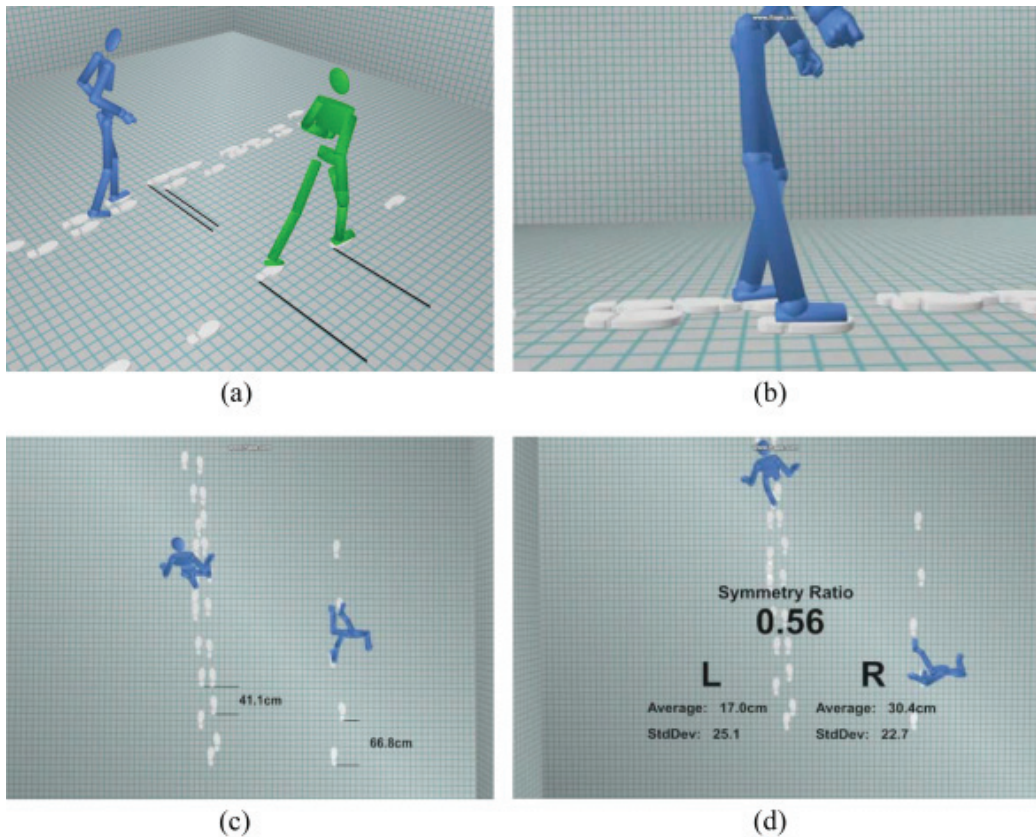 (a)
(b)
41.1cm
66.8cm
(c)
Symmetry Ratio
0.56
L R
Average: 17.0cm Average: 30.4cm
StdDev: 25.1 StdDev: 22.7
(d)